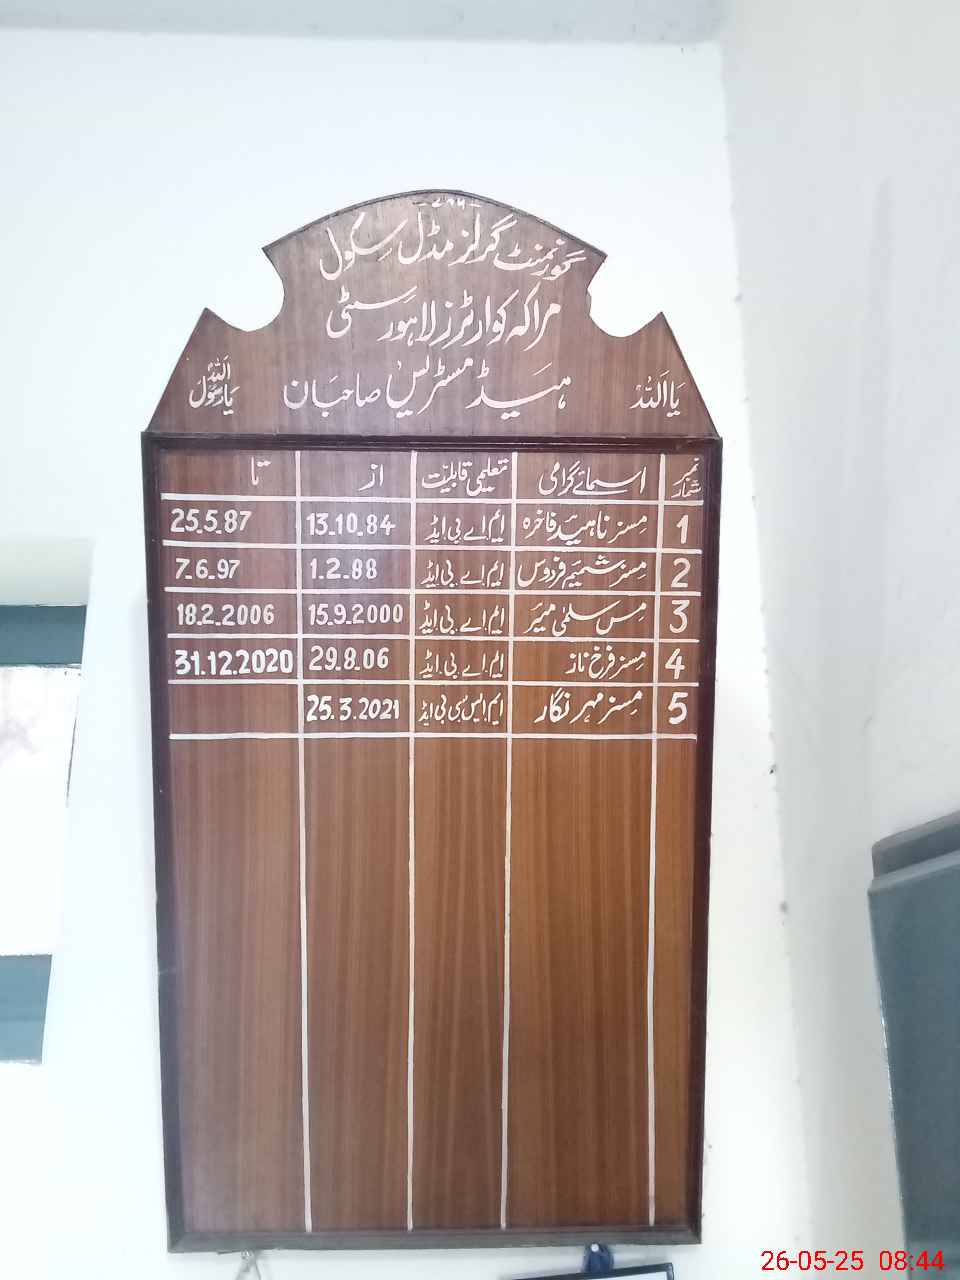 ۷۸۶
گورنمنٹ گرلز مڈل سکول
مراکہ کوارٹرز لاہور سٹی
یا اللہ ہیڈ مسٹریس صاحبان یا رسول اللہ
نمبر شمار اسمائے گرامی تعلیمی قابلیت از تا
1 مسز ناہید فاخرہ ایم اے بی ایڈ 13.10.84 25.5.87
2 مسز شمیم فردوس ایم اے بی ایڈ 1.2.88 7.6.97
3 مس سلمی منیر ایم اے بی ایڈ 15.9.2000 18.2.2006
4 مسز فرخ ناز ایم اے بی ایڈ 29.8.06 31.12.2020
5 مسز مہر نگار ایم ایس سی بی ایڈ 25.3.2021
26-05-25 08:44